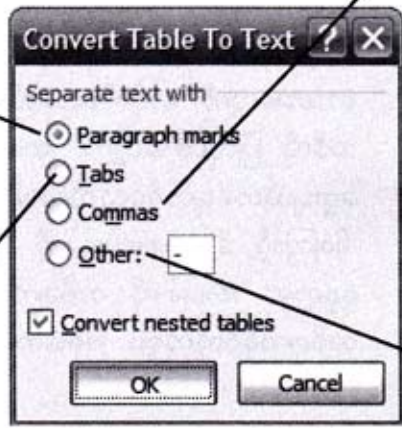 Convert Table To Text ? X
Separate text with
Paragraph marks
Tabs
Commas
Other: -
Convert nested tables
OK Cancel